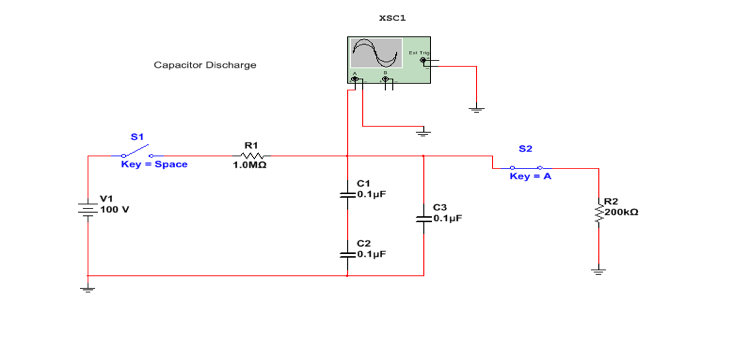 XSC1
Capacitor Discharge
Ext Trig
+
A
B
S1
Key = Space
R1
1.0MΩ
S2
Key = A
V1
100 V
C1
0.1µF
C3
0.1µF
R2
200kΩ
C2
0.1µF